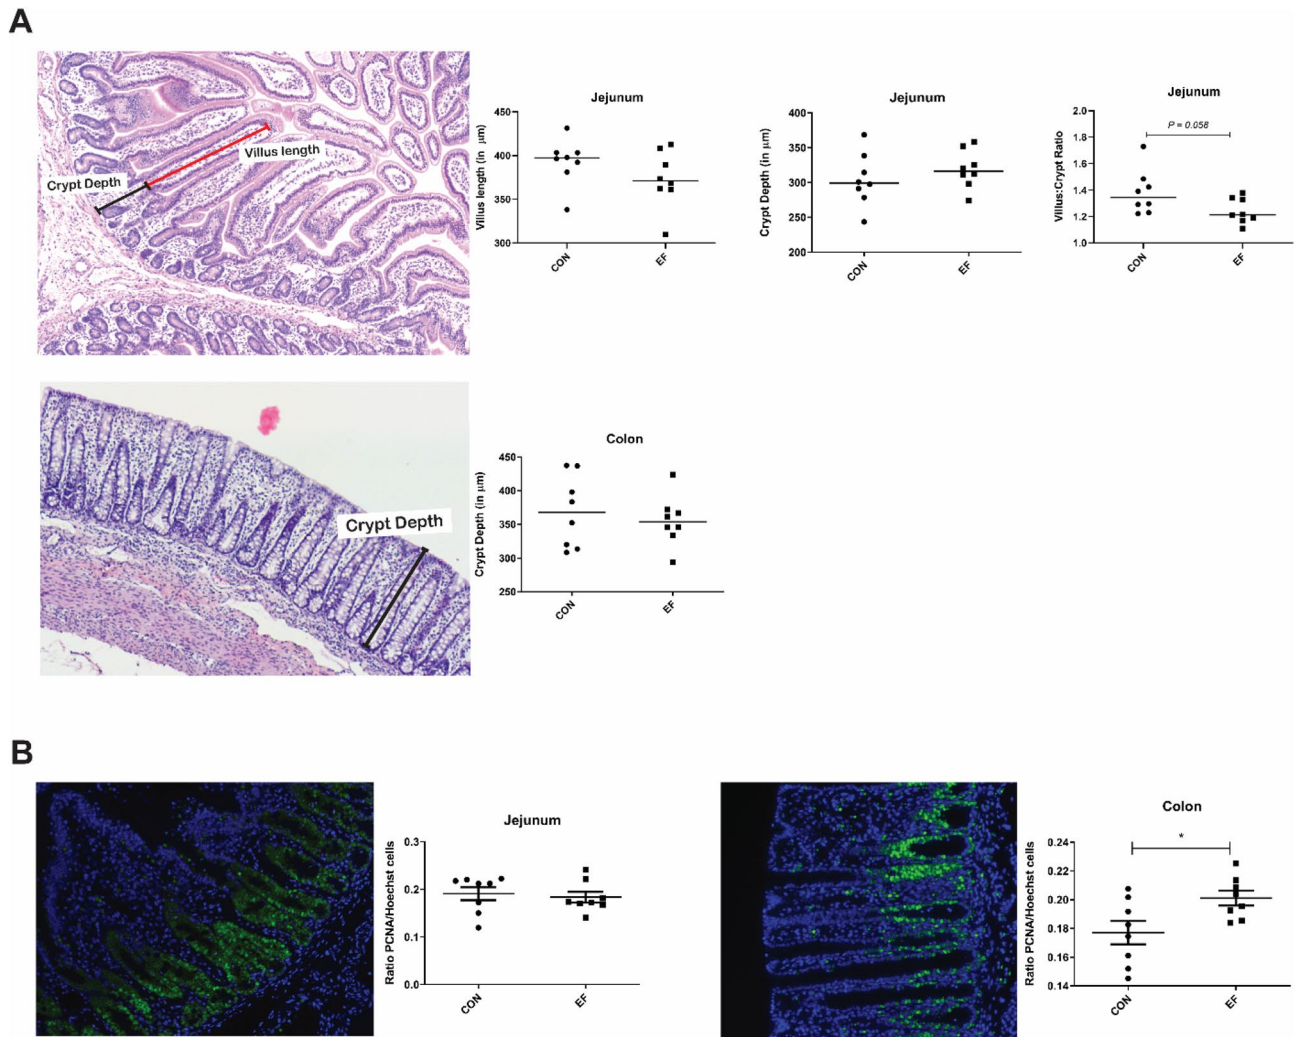 A
Villus length
Crypt Depth
Jejunum
Villus length (in μm)
450
400
350
300
CON
EF
Jejunum
Crypt Depth (in μm)
400
350
300
250
200
CON
EF
Jejunum
Villus:Crypt Ratio
P = 0.058
2.0
1.8
1.6
1.4
1.2
1.0
CON
EF
Crypt Depth
Colon
Crypt Depth (in μm)
450
400
350
300
250
CON
EF
B
Jejunum
Ratio PCNA/Hoechst cells
0.3
0.2
0.1
0.0
CON
EF
Colon
Ratio PCNA/Hoechst cells
*
0.24
0.22
0.20
0.18
0.16
0.14
CON
EF